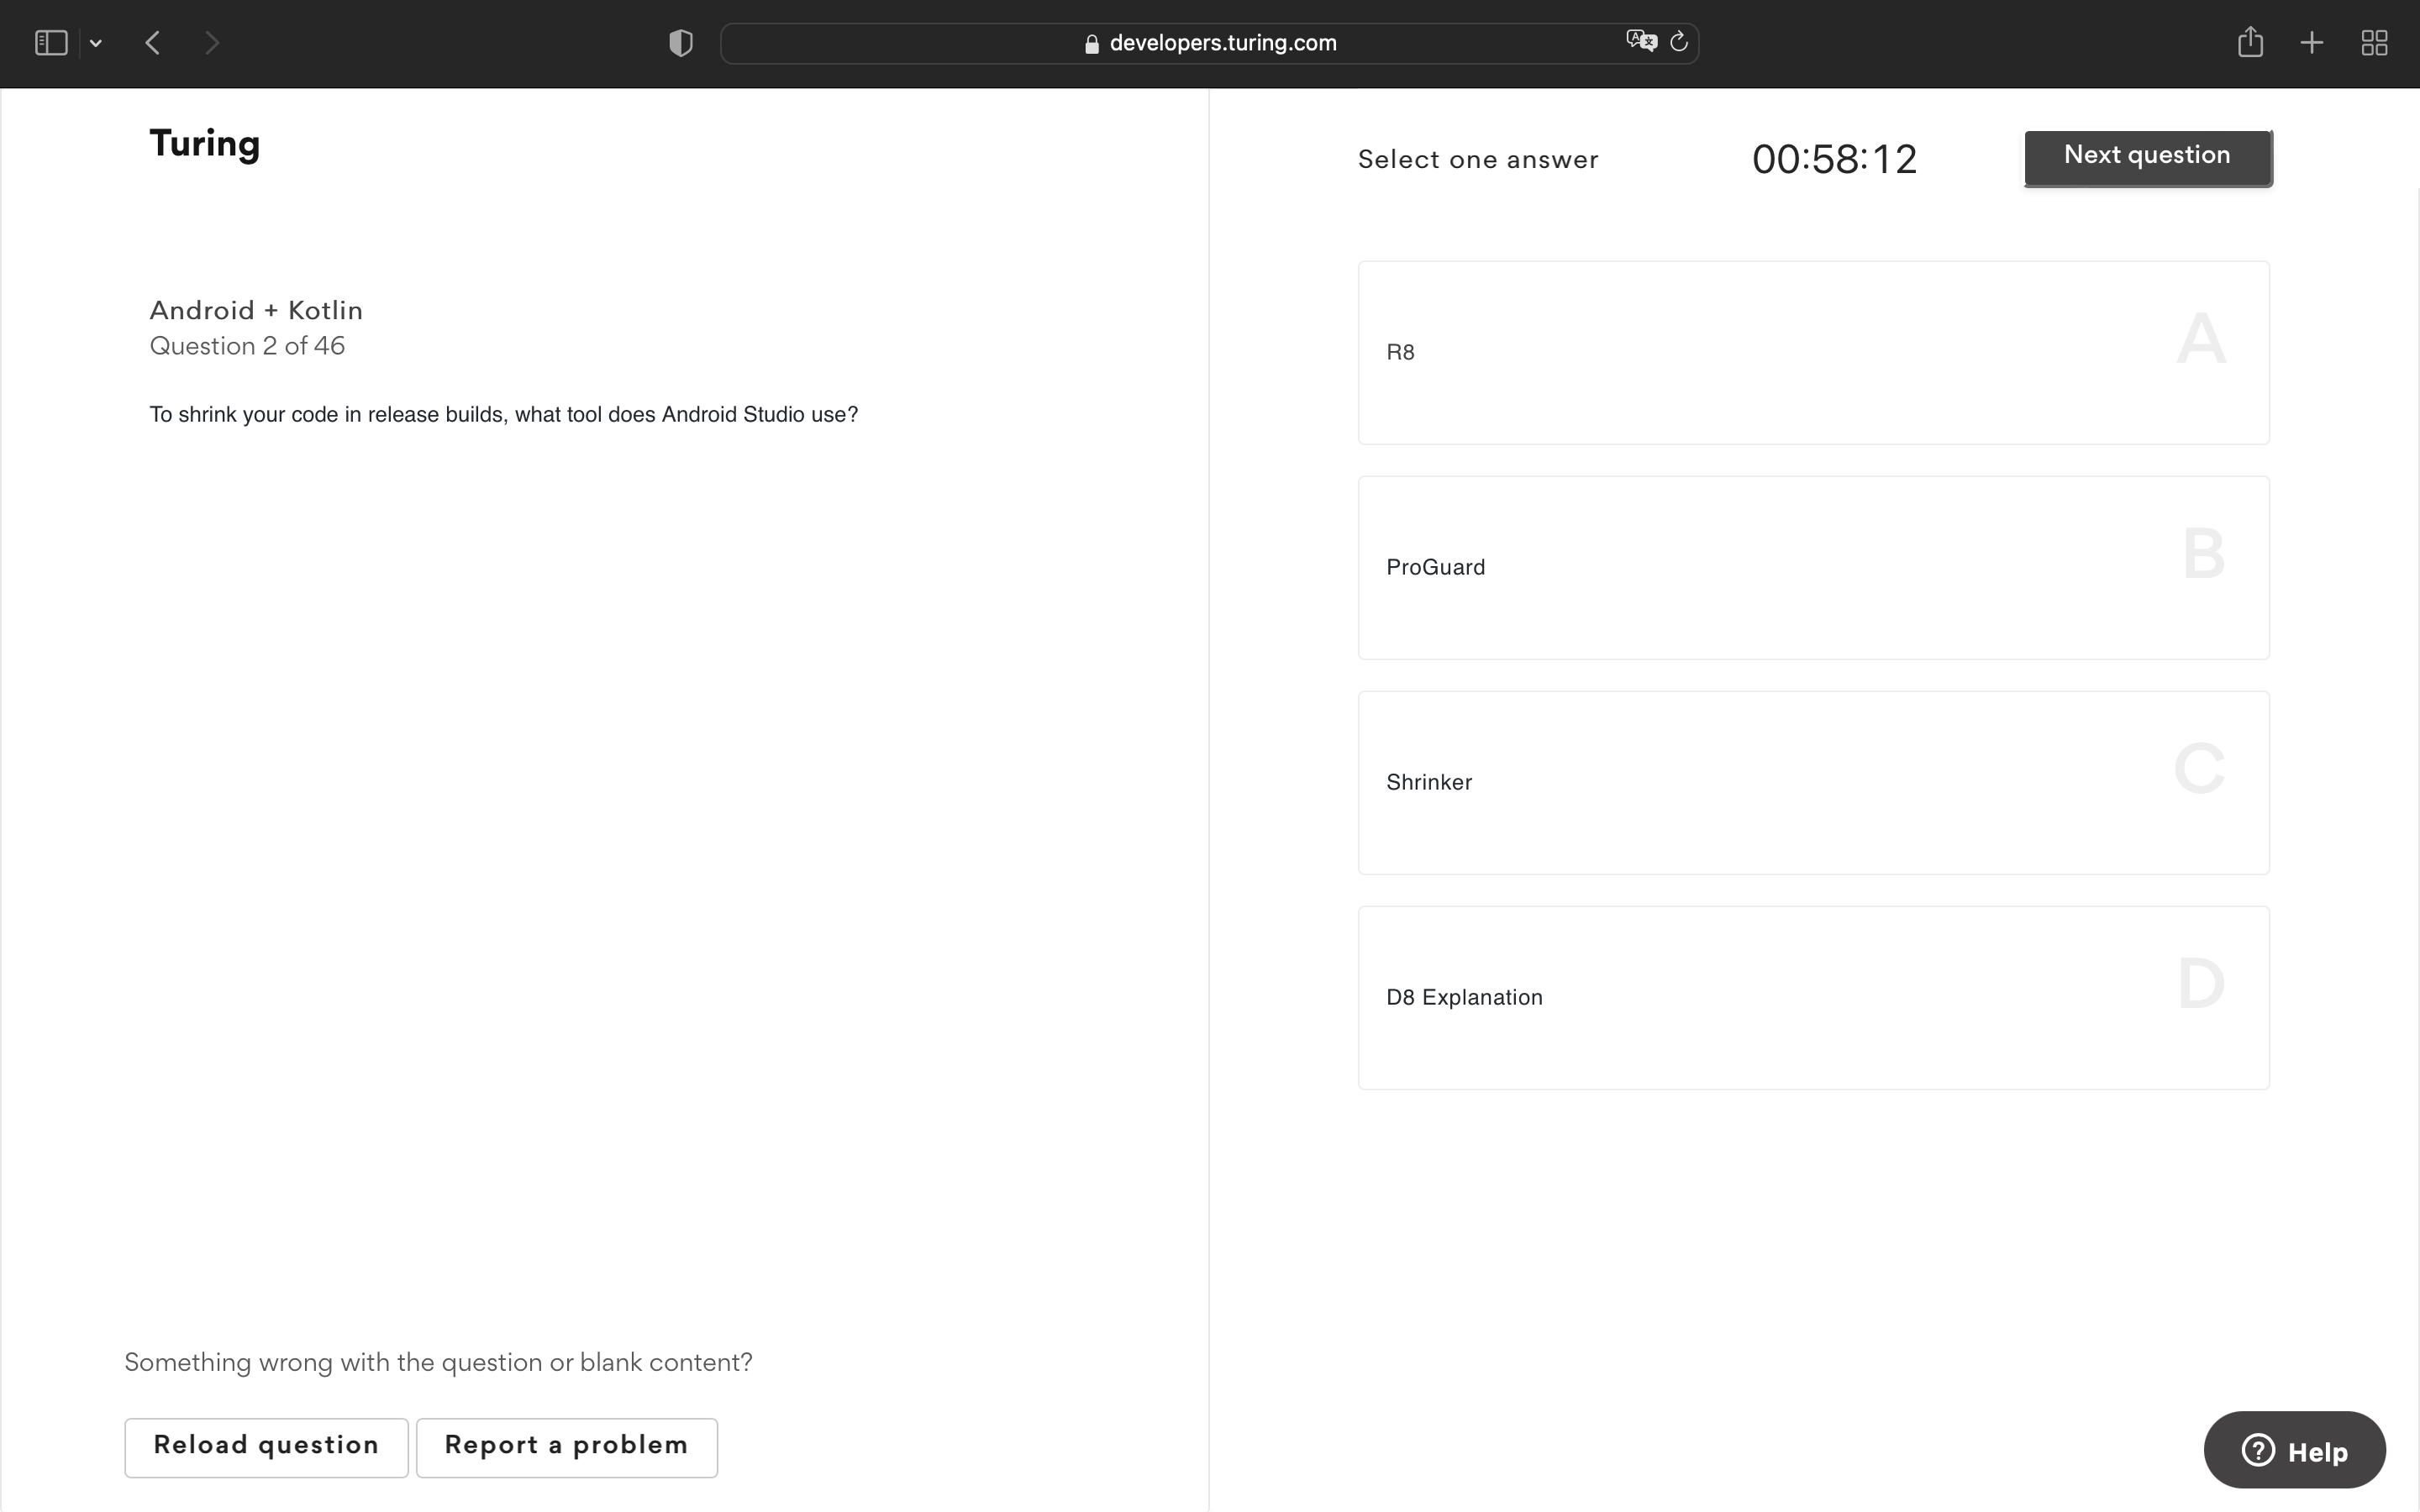 developers.turing.com
Turing
Select one answer
00:58:12
Next question
Android + Kotlin
Question 2 of 46
To shrink your code in release builds, what tool does Android Studio use?
R8
A
ProGuard
B
Shrinker
C
D8 Explanation
D
Something wrong with the question or blank content?
Reload question
Report a problem
Help